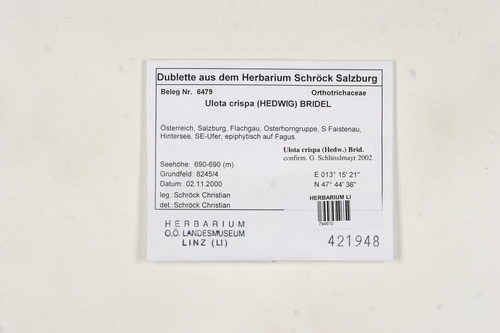 Dublette aus dem Herbarium Schröck Salzburg
Beleg Nr. 6479 Orthotrichaceae
Ulota crispa (HEDWIG) BRIDEL
Österreich, Salzburg, Flachgau, Osterhorngruppe, S Faistenau,
Hintersee, SE-Ufer, epiphytisch auf Fagus.
Ulota crispa (Hedw.) Brid.
confirm. G. Schlüsslmayr 2002
Seehöhe: 690-690 (m) E 013° 15' 21"
Grundfeld: 8245/4 N 47° 44' 36"
Datum: 02.11.2000
leg.: Schröck Christian
det.: Schröck Christian
HERBARIUM LI
794510
HERBARIUM
O.Ö. LANDESMUSEUM
LINZ (LI)
421948